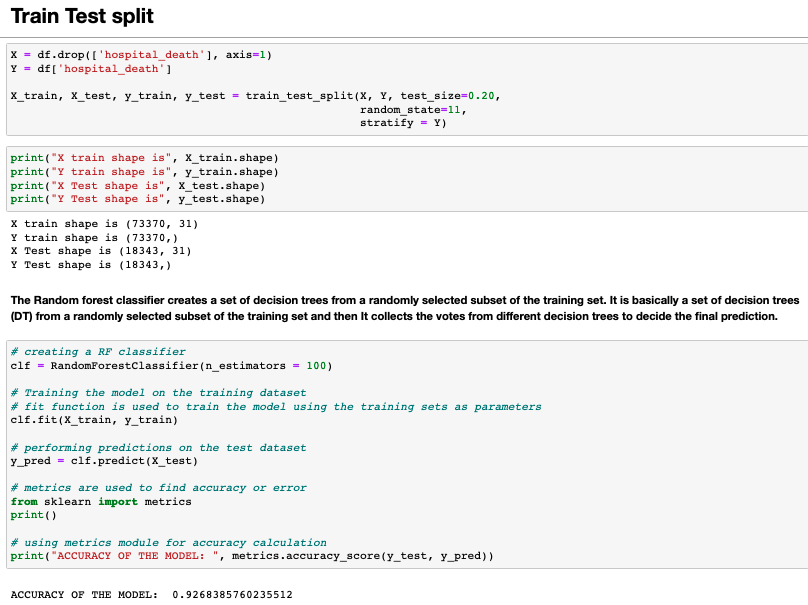 Train Test split
X = df.drop(['hospital_death'], axis=1)
Y = df['hospital_death']
X_train, X_test, y_train, y_test = train_test_split(X, Y, test_size=0.20,
random_state=11,
stratify = Y)
print("X train shape is", X_train.shape)
print("Y train shape is", y_train.shape)
print("X Test shape is", X_test.shape)
print("Y Test shape is", y_test.shape)
X train shape is (73370, 31)
Y train shape is (73370,)
X Test shape is (18343, 31)
Y Test shape is (18343,)
The Random forest classifier creates a set of decision trees from a randomly selected subset of the training set. It is basically a set of decision trees
(DT) from a randomly selected subset of the training set and then It collects the votes from different decision trees to decide the final prediction.
# creating a RF classifier
clf = RandomForestClassifier(n_estimators = 100)
# Training the model on the training dataset
# fit function is used to train the model using the training sets as parameters
clf.fit(X_train, y_train)
# performing predictions on the test dataset
y_pred = clf.predict(X_test)
# metrics are used to find accuracy or error
from sklearn import metrics
print()
# using metrics module for accuracy calculation
print("ACCURACY OF THE MODEL: ", metrics.accuracy_score(y_test, y_pred))
ACCURACY OF THE MODEL:  0.9268385760235512